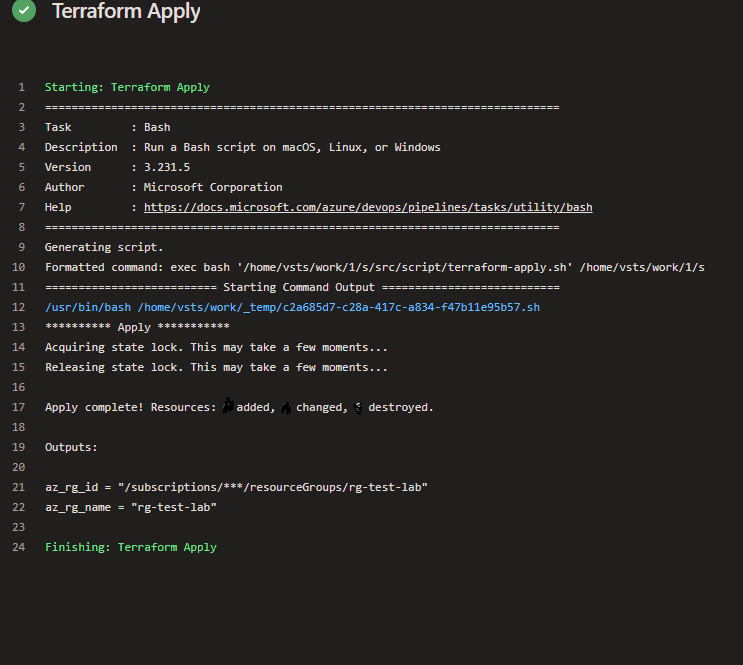 Terraform Apply
1 Starting: Terraform Apply
2 ==============================================================================
3 Task         : Bash
4 Description  : Run a Bash script on macOS, Linux, or Windows
5 Version      : 3.231.5
6 Author       : Microsoft Corporation
7 Help         : https://docs.microsoft.com/azure/devops/pipelines/tasks/utility/bash
8 ==============================================================================
9 Generating script.
10 Formatted command: exec bash '/home/vsts/work/1/s/src/script/terraform-apply.sh' /home/vsts/work/1/s
11 ========================== Starting Command Output ===========================
12 /usr/bin/bash /home/vsts/work/_temp/c2a685d7-c28a-417c-a834-f47b11e95b57.sh
13 ********** Apply ***********
14 Acquiring state lock. This may take a few moments...
15 Releasing state lock. This may take a few moments...
16
17 Apply complete! Resources: added, changed, destroyed.
18
19 Outputs:
20
21 az_rg_id = "/subscriptions/***/resourceGroups/rg-test-lab"
22 az_rg_name = "rg-test-lab"
23
24 Finishing: Terraform Apply